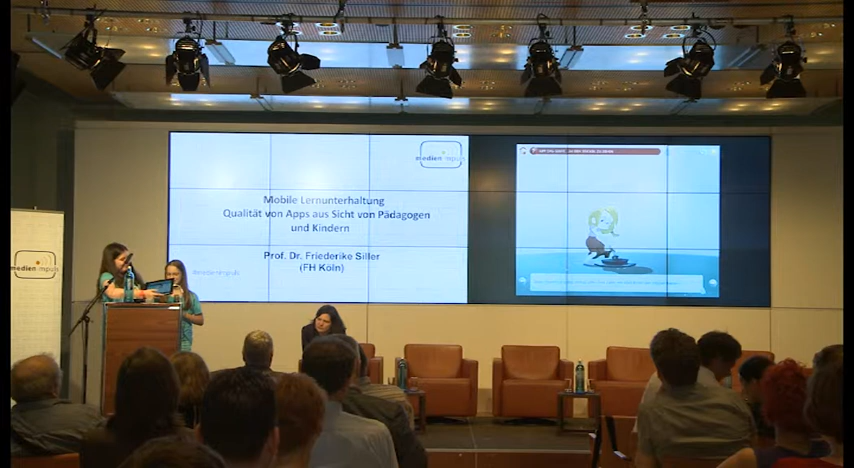 medien impuls
Mobile Lernunterhaltung
Qualität von Apps aus Sicht von Pädagogen
und Kindern
Prof. Dr. Friederike Siller
(FH Köln)
medien impuls